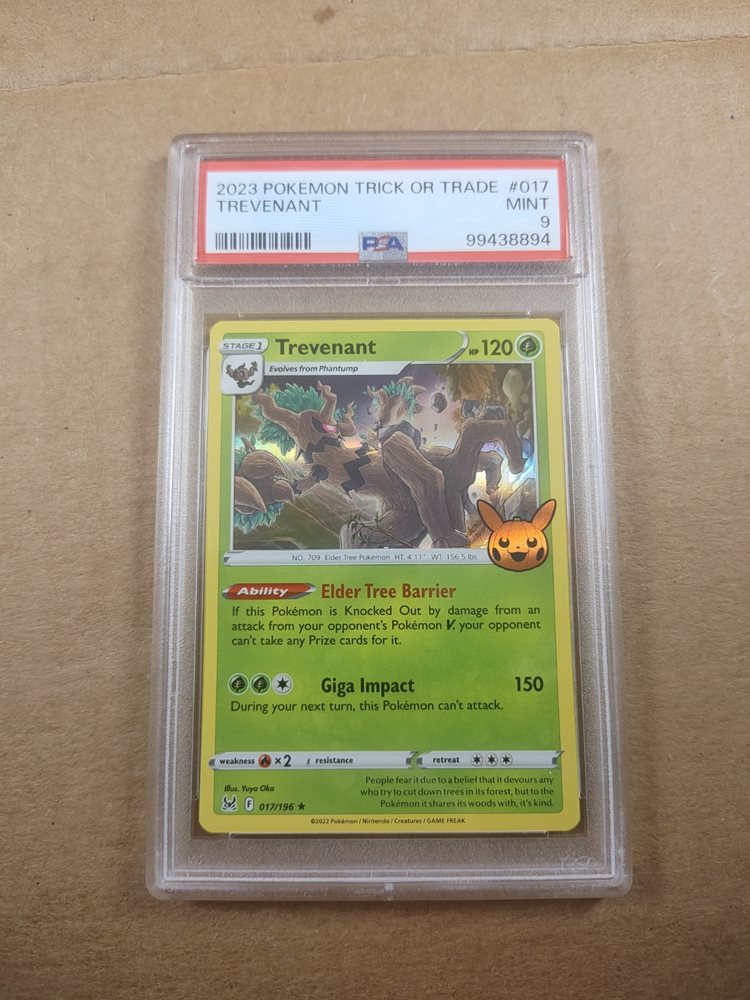 2023 POKEMON TRICK OR TRADE #017
TREVENANT MINT
9
PSA 99438894
STAGE 1 Trevenant HP 120
Evolves from Phantump
NO. 709 Elder Tree Pokémon HT: 4'11" WT: 156.5 lbs.
Ability Elder Tree Barrier
If this Pokémon is Knocked Out by damage from an
attack from your opponent's Pokémon V, your opponent
can't take any Prize cards for it.
Giga Impact 150
During your next turn, this Pokémon can't attack.
weakness ×2 resistance retreat
People fear it due to a belief that it devours any
who try to cut down trees in its forest, but to the
Pokémon it shares its woods with, it's kind.
Illus. Yuya Oka
F 017/196 ★
©2022 Pokémon / Nintendo / Creatures / GAME FREAK